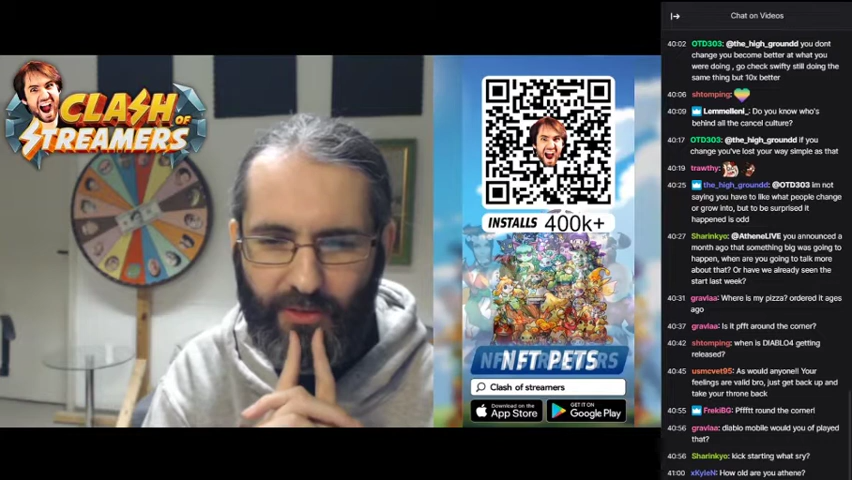 CLASH OF
STREAMERS
INSTALLS 400k+
NFT PETS
Clash of streamers
Download on the
App Store
GET IT ON
Google Play
Chat on Videos
40:02 OTD303: @the_high_groundd you dont
change you become better at what you
were doing , go check swifty still doing the
same thing but 10x better
40:06 shtomping:
40:09 Lemmelleni_: Do you know who's
behind all the cancel culture?
40:17 OTD303: @the_high_groundd if you
change you've lost your way simple as that
40:19 trawthy:
40:25 the_high_groundd: @OTD303 im not
saying you have to like what people change
or grow into, but to be surprised it
happened is odd
40:27 Sharinkyo: @AtheneLIVE you announced a
month ago that something big was going to
happen, when are you going to talk more
about that? Or have we already seen the
start last week?
40:31 gravlaa: Where is my pizza? ordered it ages
ago
40:37 gravlaa: Is it pfft around the corner?
40:42 shtomping: when is DIABLO4 getting
released?
40:45 usmcvet95: As would anyone!! Your
feelings are valid bro, just get back up and
take your throne back
40:55 FrekiBG: Pfffft round the corner!
40:56 gravlaa: diablo mobile would you of played
that?
40:56 Sharinkyo: kick starting what sry?
41:00 xKyleN: How old are you athene?